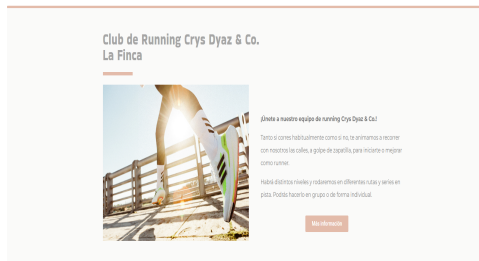 Club de Running Crys Dyaz & Co.
La Finca
¡Únete a nuestro equipo de running Crys Dyaz & Co.!
Tanto si corres habitualmente como si no, te animamos a recorrer
con nosotros las calles, a golpe de zapatilla, para iniciarte o mejorar
como runner.
Habrá distintos niveles y rodaremos en diferentes rutas y series en
pista. Podrás hacerlo en grupo o de forma individual.
Más información